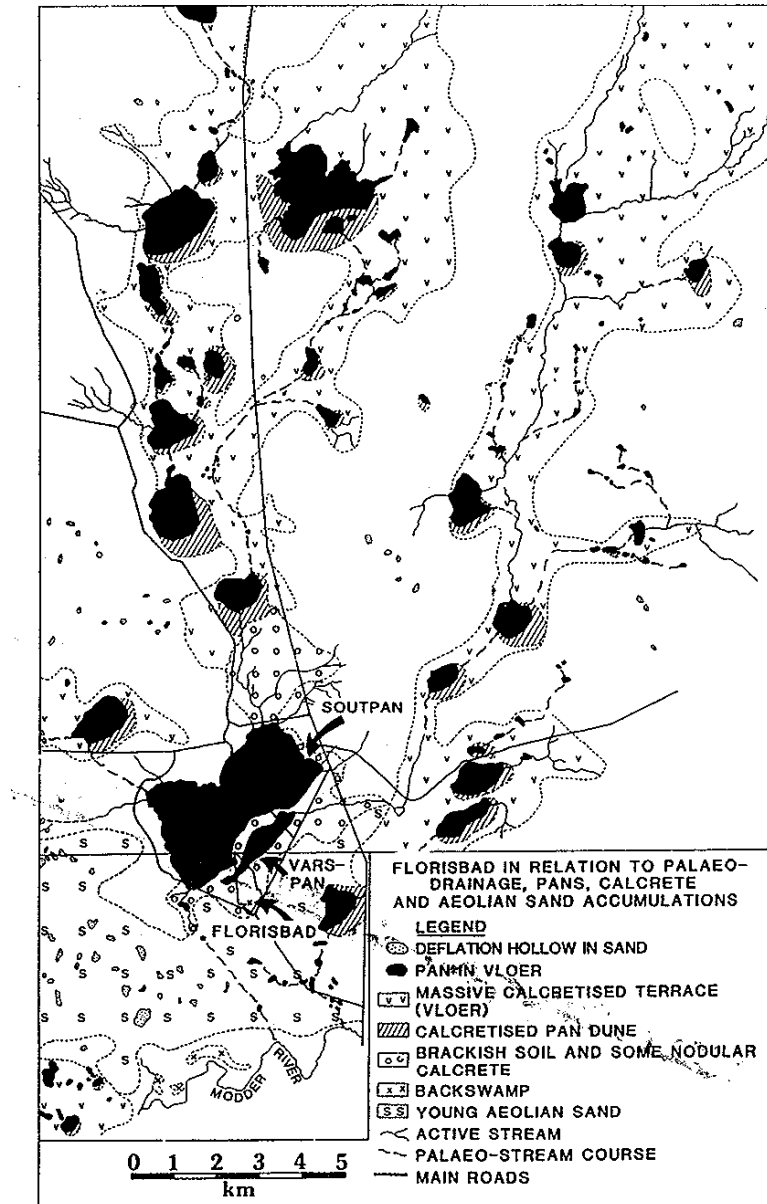 SOUTPAN
VARS-
PAN
FLORISBAD
MODDER RIVER
FLORISBAD IN RELATION TO PALAEO-
DRAINAGE, PANS, CALCRETE
AND AEOLIAN SAND ACCUMULATIONS
LEGEND
DEFLATION HOLLOW IN SAND
PAN IN VLOER
V V MASSIVE CALCRETISED TERRACE
(VLOER)
CALCRETISED PAN DUNE
BRACKISH SOIL AND SOME NODULAR
CALCRETE
x x BACKSWAMP
S S YOUNG AEOLIAN SAND
ACTIVE STREAM
PALAEO-STREAM COURSE
MAIN ROADS
0 1 2 3 4 5
km